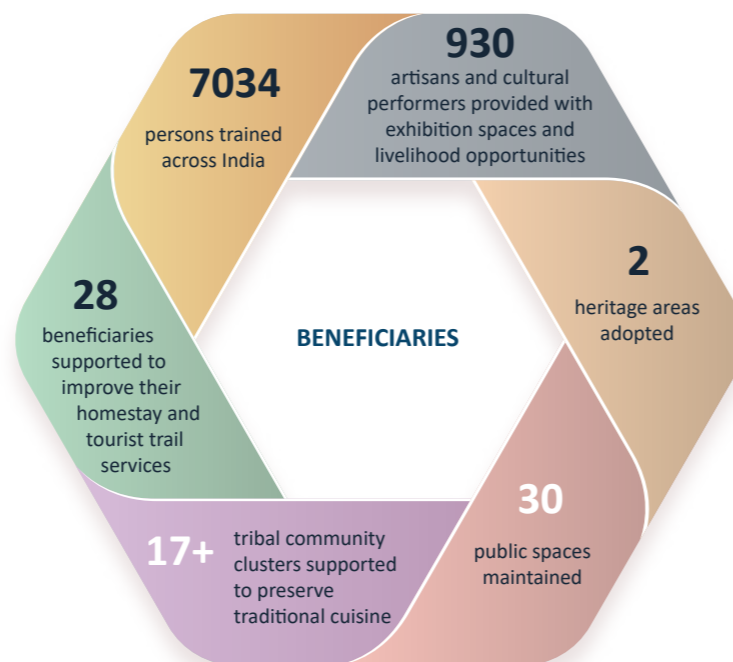 7034
persons trained
across India
930
artisans and cultural
performers provided with
exhibition spaces and
livelihood opportunities
2
heritage areas
adopted
30
public spaces
maintained
17+
tribal community
clusters supported
to preserve
traditional cuisine
28
beneficiaries
supported to
improve their
homestay and
tourist trail
services
BENEFICIARIES